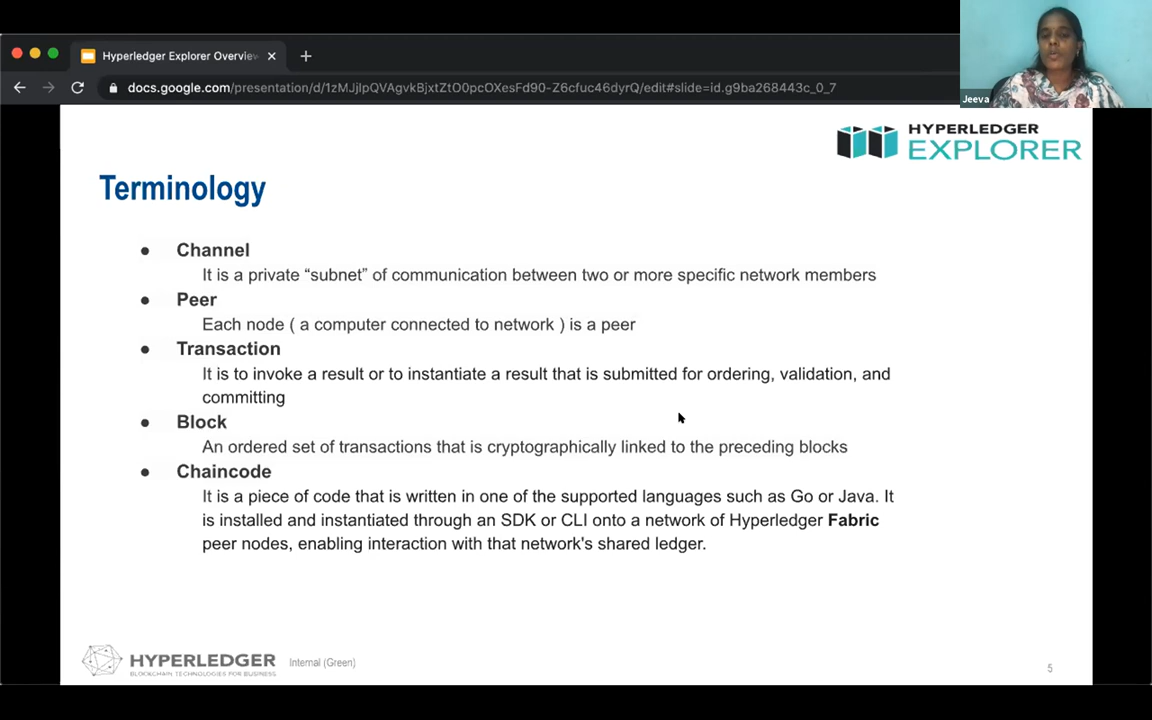 Hyperledger Explorer Overview
docs.google.com/presentation/d/1zMJjIpQVAgvkBjxtZtO0pcOXesFd90-Z6cfuc46dyrQ/edit#slide=id.g9ba268443c_0_7
Jeeva
HYPERLEDGER
EXPLORER
Terminology
● Channel
It is a private “subnet” of communication between two or more specific network members
● Peer
Each node ( a computer connected to network ) is a peer
● Transaction
It is to invoke a result or to instantiate a result that is submitted for ordering, validation, and
committing
● Block
An ordered set of transactions that is cryptographically linked to the preceding blocks
● Chaincode
It is a piece of code that is written in one of the supported languages such as Go or Java. It
is installed and instantiated through an SDK or CLI onto a network of Hyperledger Fabric
peer nodes, enabling interaction with that network's shared ledger.
HYPERLEDGER
BLOCKCHAIN TECHNOLOGIES FOR BUSINESS
Internal (Green)
5